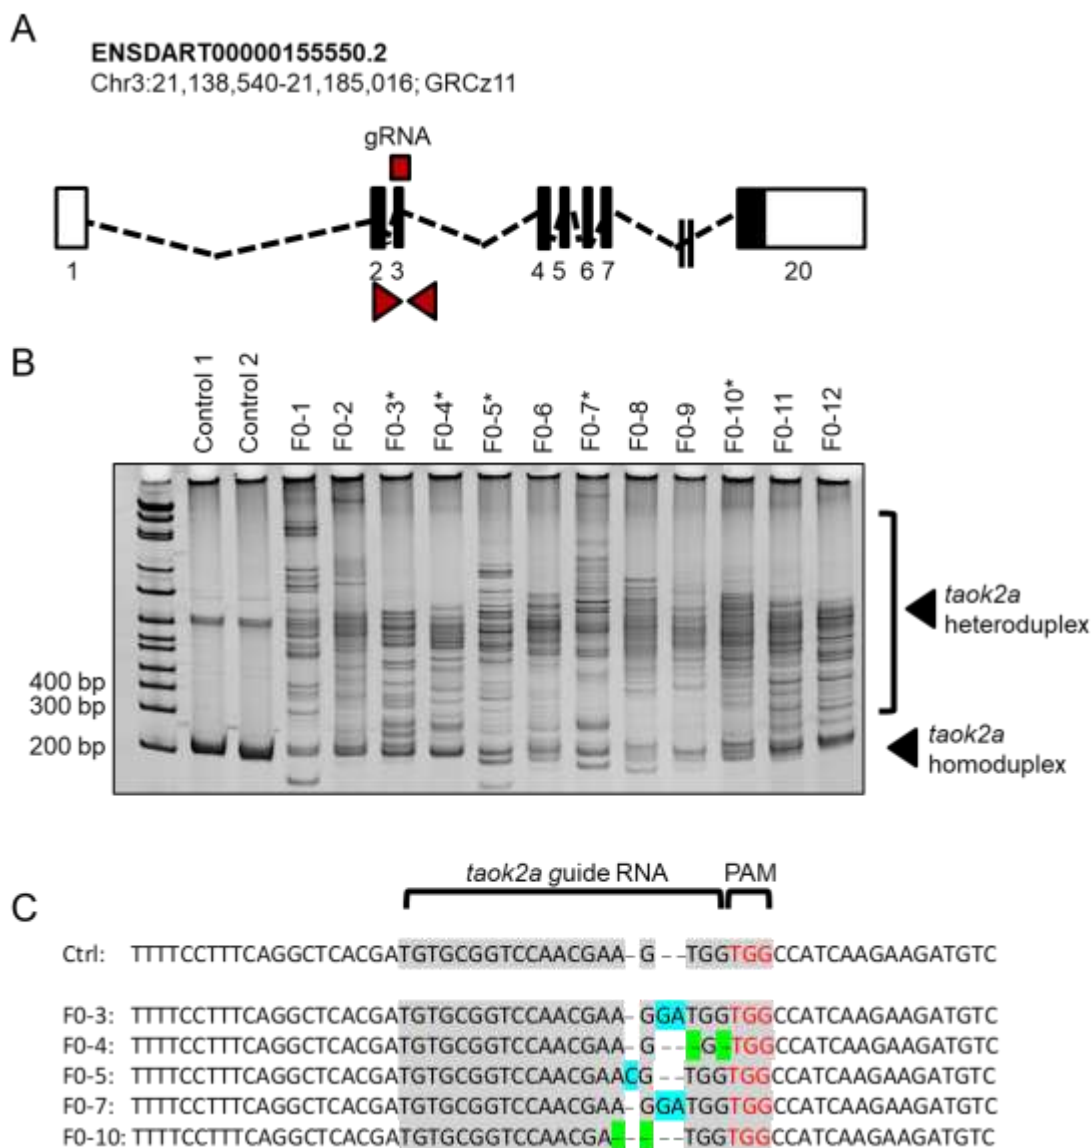 A
ENSDART00000155550.2
Chr3:21,138,540-21,185,016; GRCz11
gRNA
1 2 3 4 5 6 7 20
B
Control 1 Control 2 F0-1 F0-2 F0-3* F0-4* F0-5* F0-6 F0-7* F0-8 F0-9 F0-10* F0-11 F0-12
400 bp
300 bp
200 bp
taok2a
heteroduplex
taok2a
homoduplex
taok2a guide RNA PAM
C
Ctrl: TTTTCCTTTCAGGCTCACGATGTGCGGTCCAACGAA-G--TGGTGGCCATCAAGAAGATGTC
F0-3: TTTTCCTTTCAGGCTCACGATGTGCGGTCCAACGAA-GGATGGTGGCCATCAAGAAGATGTC
F0-4: TTTTCCTTTCAGGCTCACGATGTGCGGTCCAACGAA-G---G-TGGCCATCAAGAAGATGTC
F0-5: TTTTCCTTTCAGGCTCACGATGTGCGGTCCAACGAACG--TGGTGGCCATCAAGAAGATGTC
F0-7: TTTTCCTTTCAGGCTCACGATGTGCGGTCCAACGAA-GGATGGTGGCCATCAAGAAGATGTC
F0-10: TTTTCCTTTCAGGCTCACGATGTGCGGTCCAACGA-----TGGTGGCCATCAAGAAGATGTC